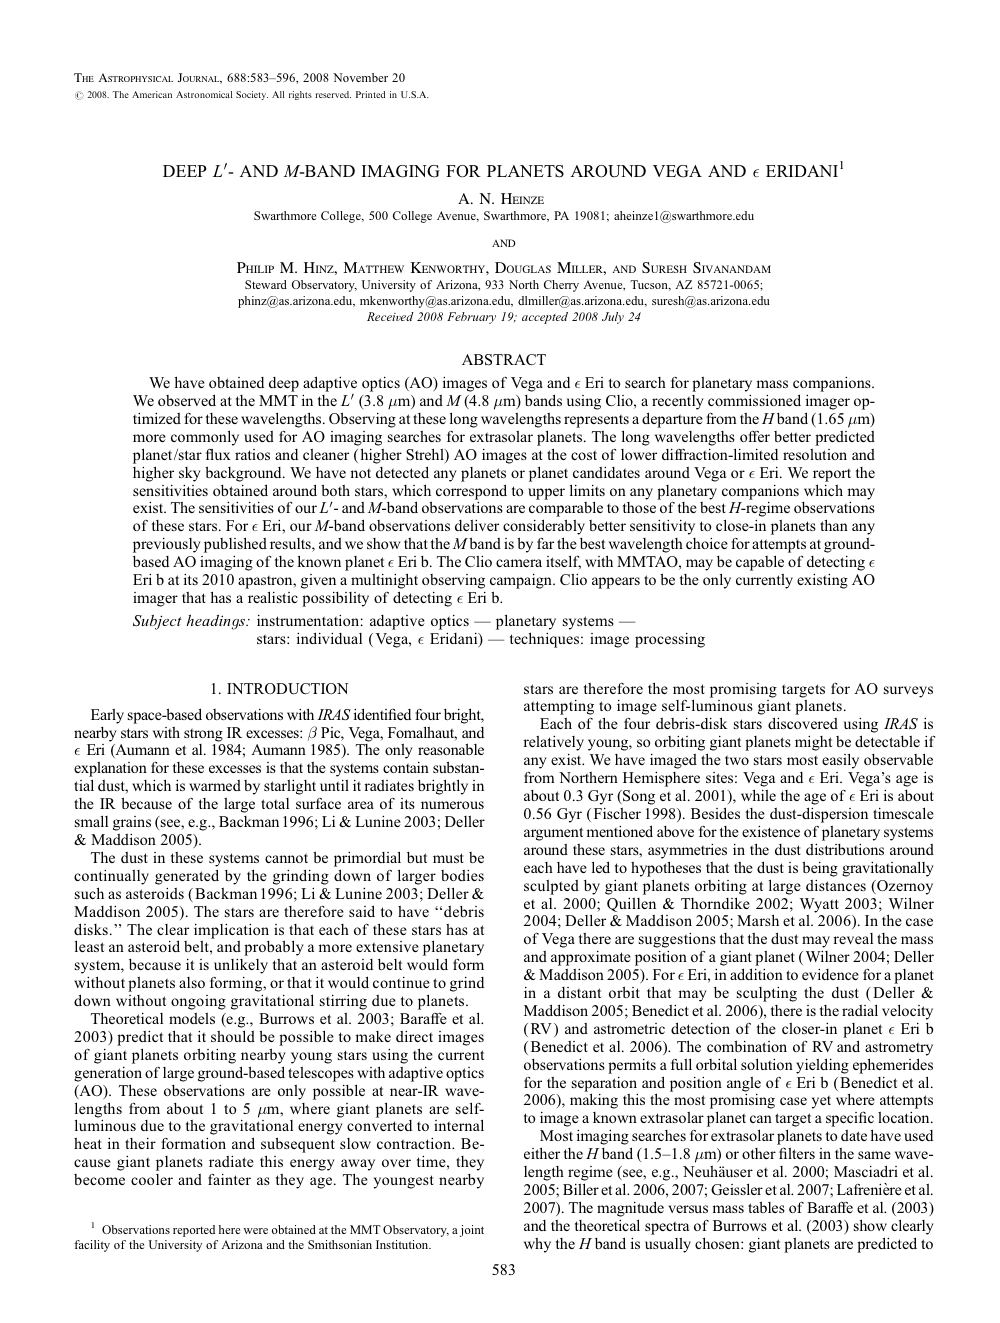 THE ASTROPHYSICAL JOURNAL, 688:583–596, 2008 November 20
© 2008. The American Astronomical Society. All rights reserved. Printed in U.S.A.
DEEP L′- AND M-BAND IMAGING FOR PLANETS AROUND VEGA AND ϵ ERIDANI¹
A. N. Heinze
Swarthmore College, 500 College Avenue, Swarthmore, PA 19081; aheinze1@swarthmore.edu
AND
Philip M. Hinz, Matthew Kenworthy, Douglas Miller, and Suresh Sivanandam
Steward Observatory, University of Arizona, 933 North Cherry Avenue, Tucson, AZ 85721-0065;
phinz@as.arizona.edu, mkenworthy@as.arizona.edu, dlmiller@as.arizona.edu, suresh@as.arizona.edu
Received 2008 February 19; accepted 2008 July 24
ABSTRACT
We have obtained deep adaptive optics (AO) images of Vega and ϵ Eri to search for planetary mass companions.
We observed at the MMT in the L′ (3.8 μm) and M (4.8 μm) bands using Clio, a recently commissioned imager op-
timized for these wavelengths. Observing at these long wavelengths represents a departure from the H band (1.65 μm)
more commonly used for AO imaging searches for extrasolar planets. The long wavelengths offer better predicted
planet/star flux ratios and cleaner (higher Strehl) AO images at the cost of lower diffraction-limited resolution and
higher sky background. We have not detected any planets or planet candidates around Vega or ϵ Eri. We report the
sensitivities obtained around both stars, which correspond to upper limits on any planetary companions which may
exist. The sensitivities of our L′- and M-band observations are comparable to those of the best H-regime observations
of these stars. For ϵ Eri, our M-band observations deliver considerably better sensitivity to close-in planets than any
previously published results, and we show that the M band is by far the best wavelength choice for attempts at ground-
based AO imaging of the known planet ϵ Eri b. The Clio camera itself, with MMTAO, may be capable of detecting ϵ
Eri b at its 2010 apastron, given a multinight observing campaign. Clio appears to be the only currently existing AO
imager that has a realistic possibility of detecting ϵ Eri b.
Subject headings: instrumentation: adaptive optics — planetary systems —
stars: individual (Vega, ϵ Eridani) — techniques: image processing
1. INTRODUCTION
Early space-based observations with IRAS identified four bright,
nearby stars with strong IR excesses: β Pic, Vega, Fomalhaut, and
ϵ Eri (Aumann et al. 1984; Aumann 1985). The only reasonable
explanation for these excesses is that the systems contain substan-
tial dust, which is warmed by starlight until it radiates brightly in
the IR because of the large total surface area of its numerous
small grains (see, e.g., Backman 1996; Li & Lunine 2003; Deller
& Maddison 2005).
The dust in these systems cannot be primordial but must be
continually generated by the grinding down of larger bodies
such as asteroids (Backman 1996; Li & Lunine 2003; Deller &
Maddison 2005). The stars are therefore said to have ‘‘debris
disks.’’ The clear implication is that each of these stars has at
least an asteroid belt, and probably a more extensive planetary
system, because it is unlikely that an asteroid belt would form
without planets also forming, or that it would continue to grind
down without ongoing gravitational stirring due to planets.
Theoretical models (e.g., Burrows et al. 2003; Baraffe et al.
2003) predict that it should be possible to make direct images
of giant planets orbiting nearby young stars using the current
generation of large ground-based telescopes with adaptive optics
(AO). These observations are only possible at near-IR wave-
lengths from about 1 to 5 μm, where giant planets are self-
luminous due to the gravitational energy converted to internal
heat in their formation and subsequent slow contraction. Be-
cause giant planets radiate this energy away over time, they
become cooler and fainter as they age. The youngest nearby
¹ Observations reported here were obtained at the MMT Observatory, a joint
facility of the University of Arizona and the Smithsonian Institution.
stars are therefore the most promising targets for AO surveys
attempting to image self-luminous giant planets.
Each of the four debris-disk stars discovered using IRAS is
relatively young, so orbiting giant planets might be detectable if
any exist. We have imaged the two stars most easily observable
from Northern Hemisphere sites: Vega and ϵ Eri. Vega's age is
about 0.3 Gyr (Song et al. 2001), while the age of ϵ Eri is about
0.56 Gyr (Fischer 1998). Besides the dust-dispersion timescale
argument mentioned above for the existence of planetary systems
around these stars, asymmetries in the dust distributions around
each have led to hypotheses that the dust is being gravitationally
sculpted by giant planets orbiting at large distances (Ozernoy
et al. 2000; Quillen & Thorndike 2002; Wyatt 2003; Wilner
2004; Deller & Maddison 2005; Marsh et al. 2006). In the case
of Vega there are suggestions that the dust may reveal the mass
and approximate position of a giant planet (Wilner 2004; Deller
& Maddison 2005). For ϵ Eri, in addition to evidence for a planet
in a distant orbit that may be sculpting the dust (Deller &
Maddison 2005; Benedict et al. 2006), there is the radial velocity
(RV) and astrometric detection of the closer-in planet ϵ Eri b
(Benedict et al. 2006). The combination of RV and astrometry
observations permits a full orbital solution yielding ephemerides
for the separation and position angle of ϵ Eri b (Benedict et al.
2006), making this the most promising case yet where attempts
to image a known extrasolar planet can target a specific location.
Most imaging searches for extrasolar planets to date have used
either the H band (1.5–1.8 μm) or other filters in the same wave-
length regime (see, e.g., Neuhäuser et al. 2000; Masciadri et al.
2005; Biller et al. 2006, 2007; Geissler et al. 2007; Lafrenière et al.
2007). The magnitude versus mass tables of Baraffe et al. (2003)
and the theoretical spectra of Burrows et al. (2003) show clearly
why the H band is usually chosen: giant planets are predicted to
583